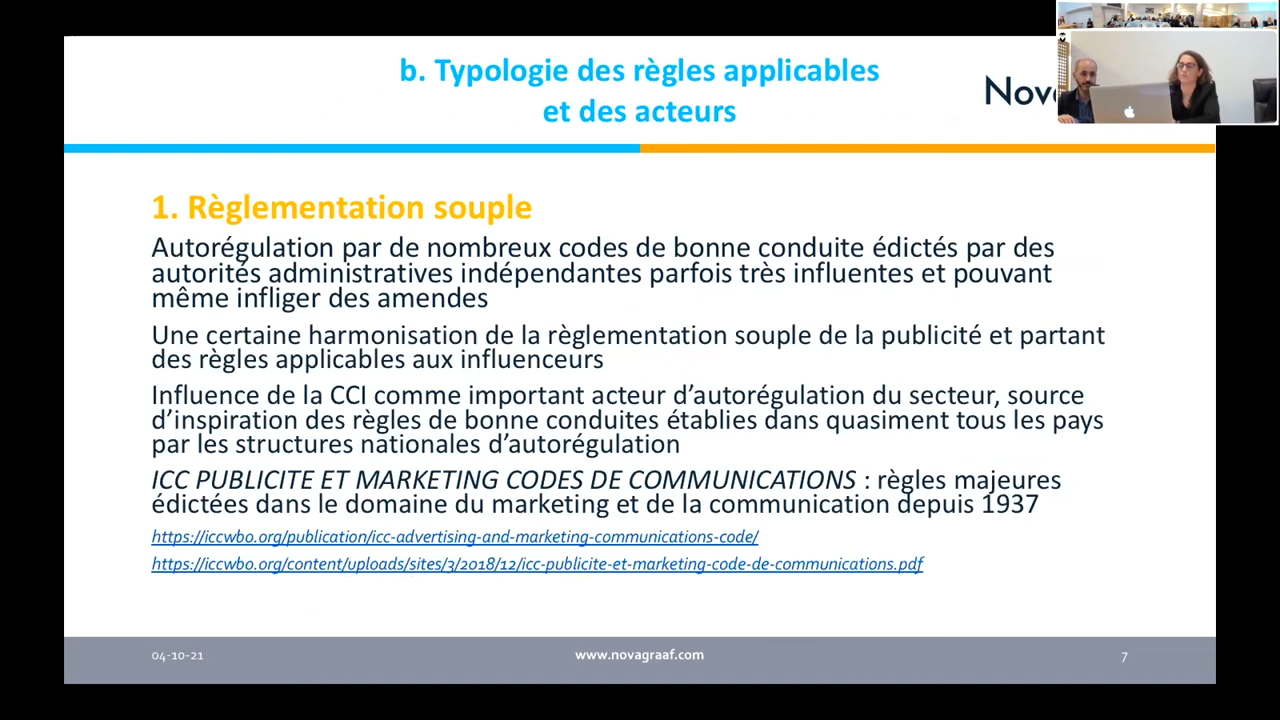 b. Typologie des règles applicables
et des acteurs
1. Règlementation souple
Autorégulation par de nombreux codes de bonne conduite édictés par des
autorités administratives indépendantes parfois très influentes et pouvant
même infliger des amendes
Une certaine harmonisation de la règlementation souple de la publicité et partant
des règles applicables aux influenceurs
Influence de la CCI comme important acteur d’autorégulation du secteur, source
d’inspiration des règles de bonne conduites établies dans quasiment tous les pays
par les structures nationales d’autorégulation
ICC PUBLICITE ET MARKETING CODES DE COMMUNICATIONS : règles majeures
édictées dans le domaine du marketing et de la communication depuis 1937
https://iccwbo.org/publication/icc-advertising-and-marketing-communications-code/
https://iccwbo.org/content/uploads/sites/3/2018/12/icc-publicite-et-marketing-code-de-communications.pdf
04-10-21
www.novagraaf.com
7